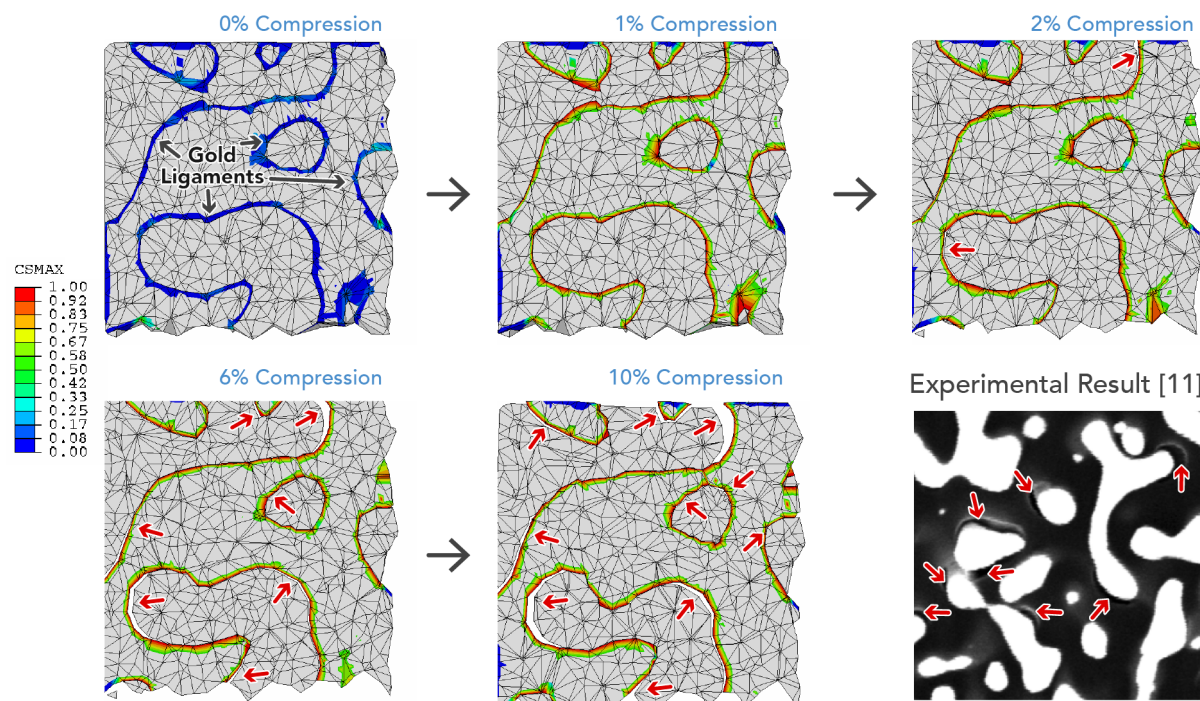 0% Compression
1% Compression
2% Compression
Gold
Ligaments
CSMAX
1.00
0.92
0.83
0.75
0.67
0.58
0.50
0.42
0.33
0.25
0.17
0.08
0.00
6% Compression
10% Compression
Experimental Result [11]